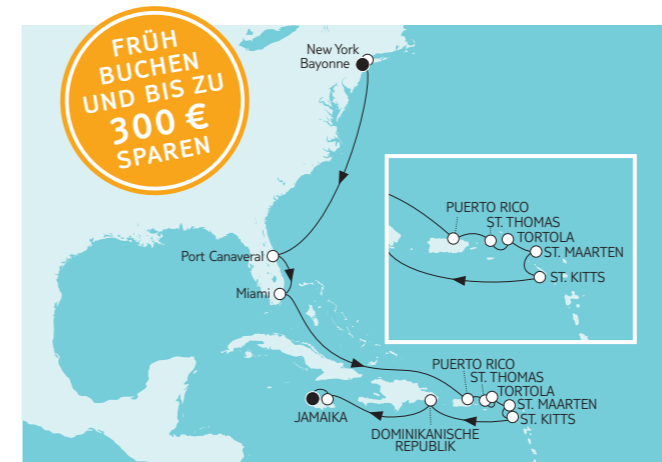 FRÜH
BUCHEN
UND BIS ZU
300 €
SPAREN
New York
Bayonne
Port Canaveral
Miami
PUERTO RICO
ST. THOMAS
TORTOLA
ST. MAARTEN
ST. KITTS
PUERTO RICO
ST. THOMAS
TORTOLA
ST. MAARTEN
ST. KITTS
JAMAIKA
DOMINIKANISCHE
REPUBLIK